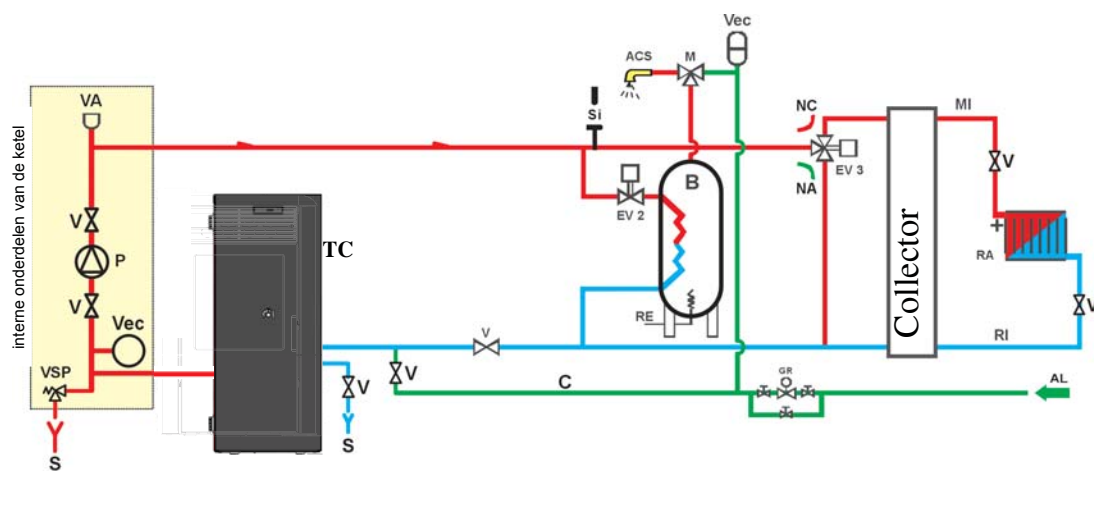 interne onderdelen van de ketel
VA
V
P
V
Vec
VSP
S
TC
V
S
V
V
C
Si
EV 2
ACS
M
Vec
B
RE
NC
NA
EV 3
GR
AL
Collector
MI
V
+
RA
V
RI